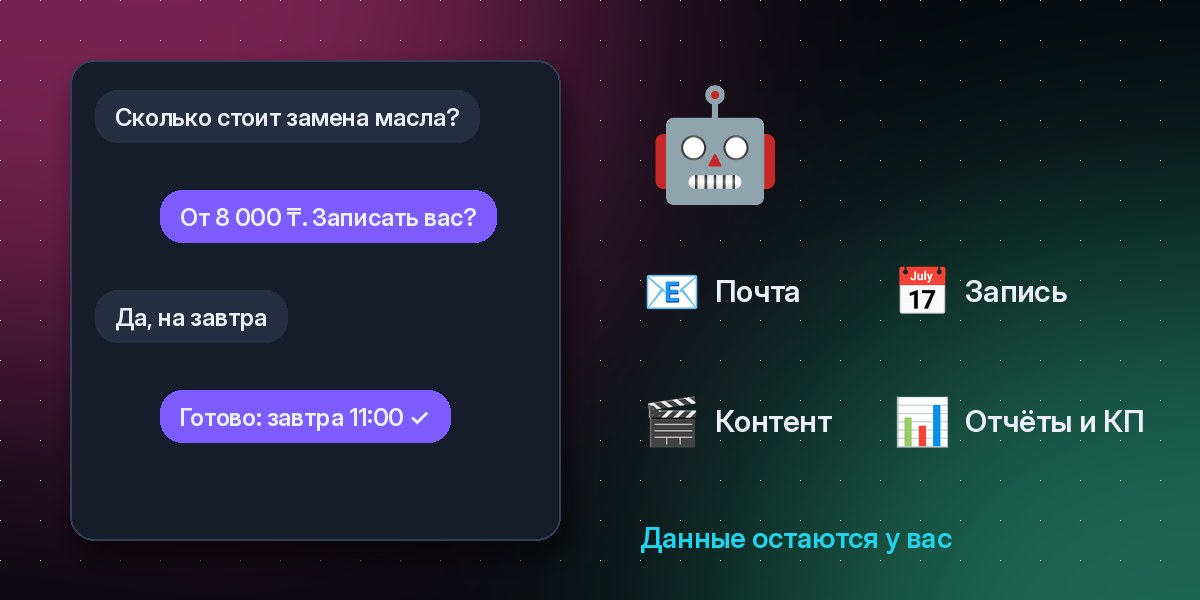 Сколько стоит замена масла?
От 8 000 ₸. Записать вас?
Да, на завтра
Готово: завтра 11:00 ✓
E Почта
July
17
Запись
Контент
Отчёты и КП
Данные остаются у вас